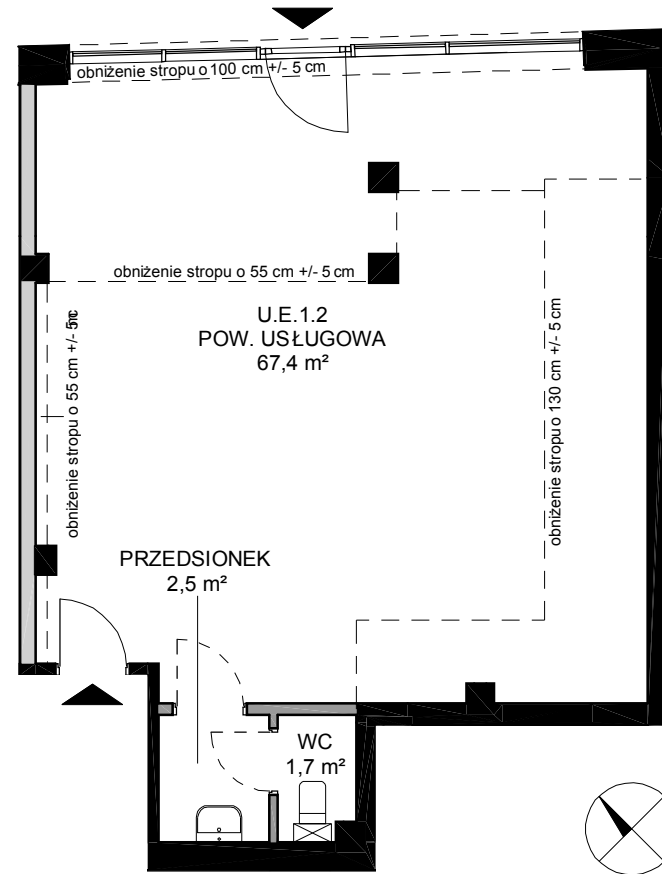 obniżenie stropu o 100 cm +/- 5 cm
obniżenie stropu o 55 cm +/- 5 cm
U.E.1.2
POW. USŁUGOWA
67,4 m²
obniżenie stropu o 55 cm +/- 5
obniżenie stropu o 130 cm +/- 5 cm
PRZEDSIONEK
2,5 m²
WC
1,7 m²